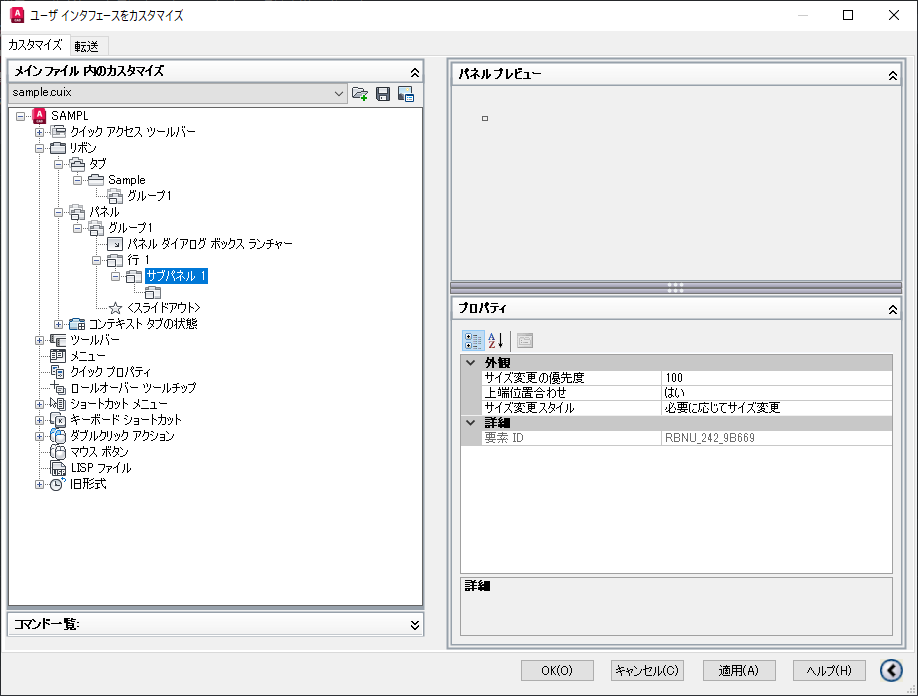 ユーザ インタフェースをカスタマイズ
カスタマイズ 転送
メイン ファイル 内のカスタマイズ
sample.cuix
SAMPL
クイック アクセス ツールバー
リボン
タブ
Sample
グループ1
パネル
グループ1
パネル ダイアログ ボックス ランチャー
行 1
サブパネル 1
<スライドアウト>
コンテキスト タブの状態
ツールバー
メニュー
クイック プロパティ
ロールオーバー ツールチップ
ショートカット メニュー
キーボード ショートカット
ダブルクリック アクション
マウス ボタン
LISP ファイル
旧形式
コマンド一覧:
パネル プレビュー
プロパティ
外観
サイズ変更の優先度 100
上端位置合わせ はい
サイズ変更スタイル 必要に応じてサイズ変更
詳細
要素 ID RBNU_242_9B669
詳細
OK(O) キャンセル(C) 適用(A) ヘルプ(H)